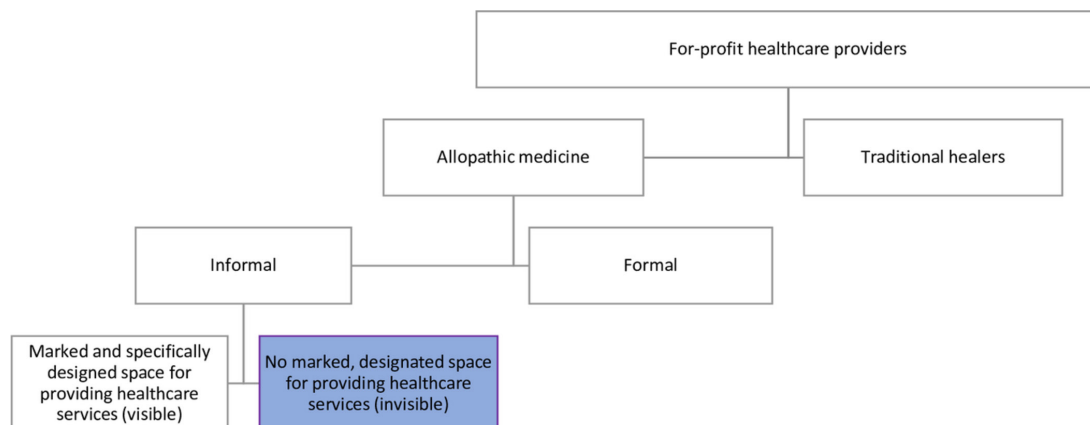 For-profit healthcare providers
Allopathic medicine
Traditional healers
Informal
Formal
Marked and specifically
designed space for
providing healthcare
services (visible)
No marked, designated space
for providing healthcare
services (invisible)